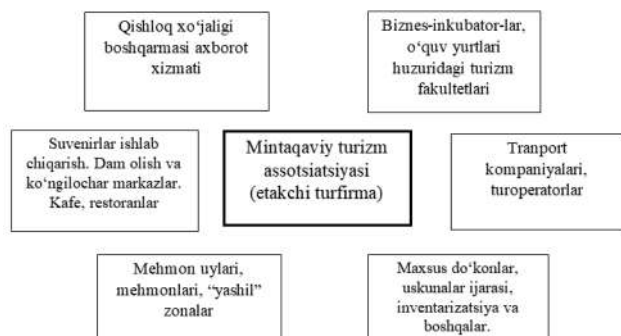 Qishloq xo‘jaligi
boshqarmasi axborot
xizmati
Biznes-inkubator-lar,
o‘quv yurtlari
huzuridagi turizm
fakultetlari
Suvenirlar ishlab
chiqarish. Dam olish va
ko‘ngilochar markazlar.
Kafe, restoranlar
Mintaqaviy turizm
assotsiatsiyasi
(etakchi turfirma)
Tranport
kompaniyalari,
turoperatorlar
Mehmon uylari,
mehmonlari, “yashil”
zonalar
Maxsus do‘konlar,
uskunalar ijarasi,
inventarizatsiya va
boshqalar.